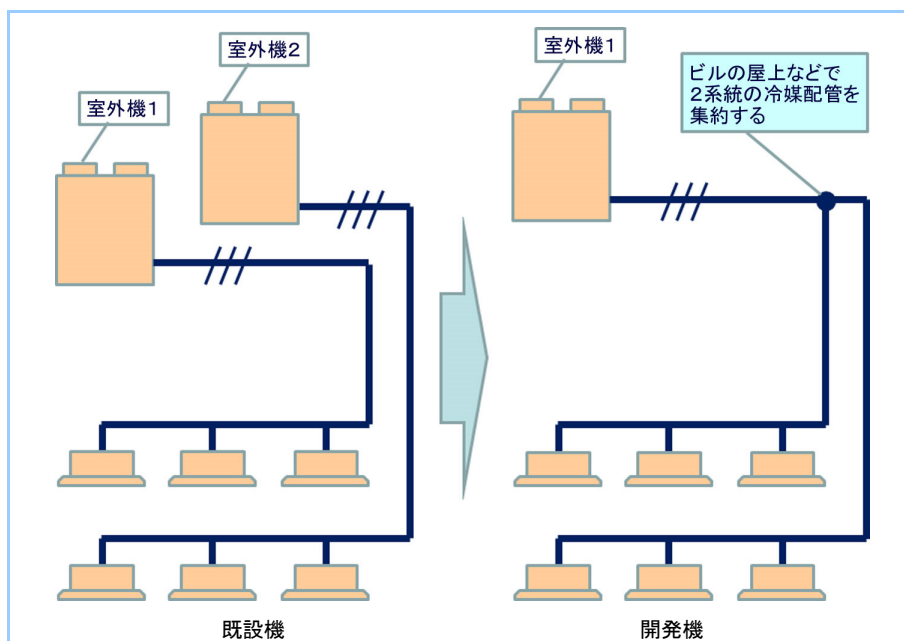 室外機2
室外機1
室外機1
ビルの屋上などで
2系統の冷媒配管を
集約する
既設機
開発機